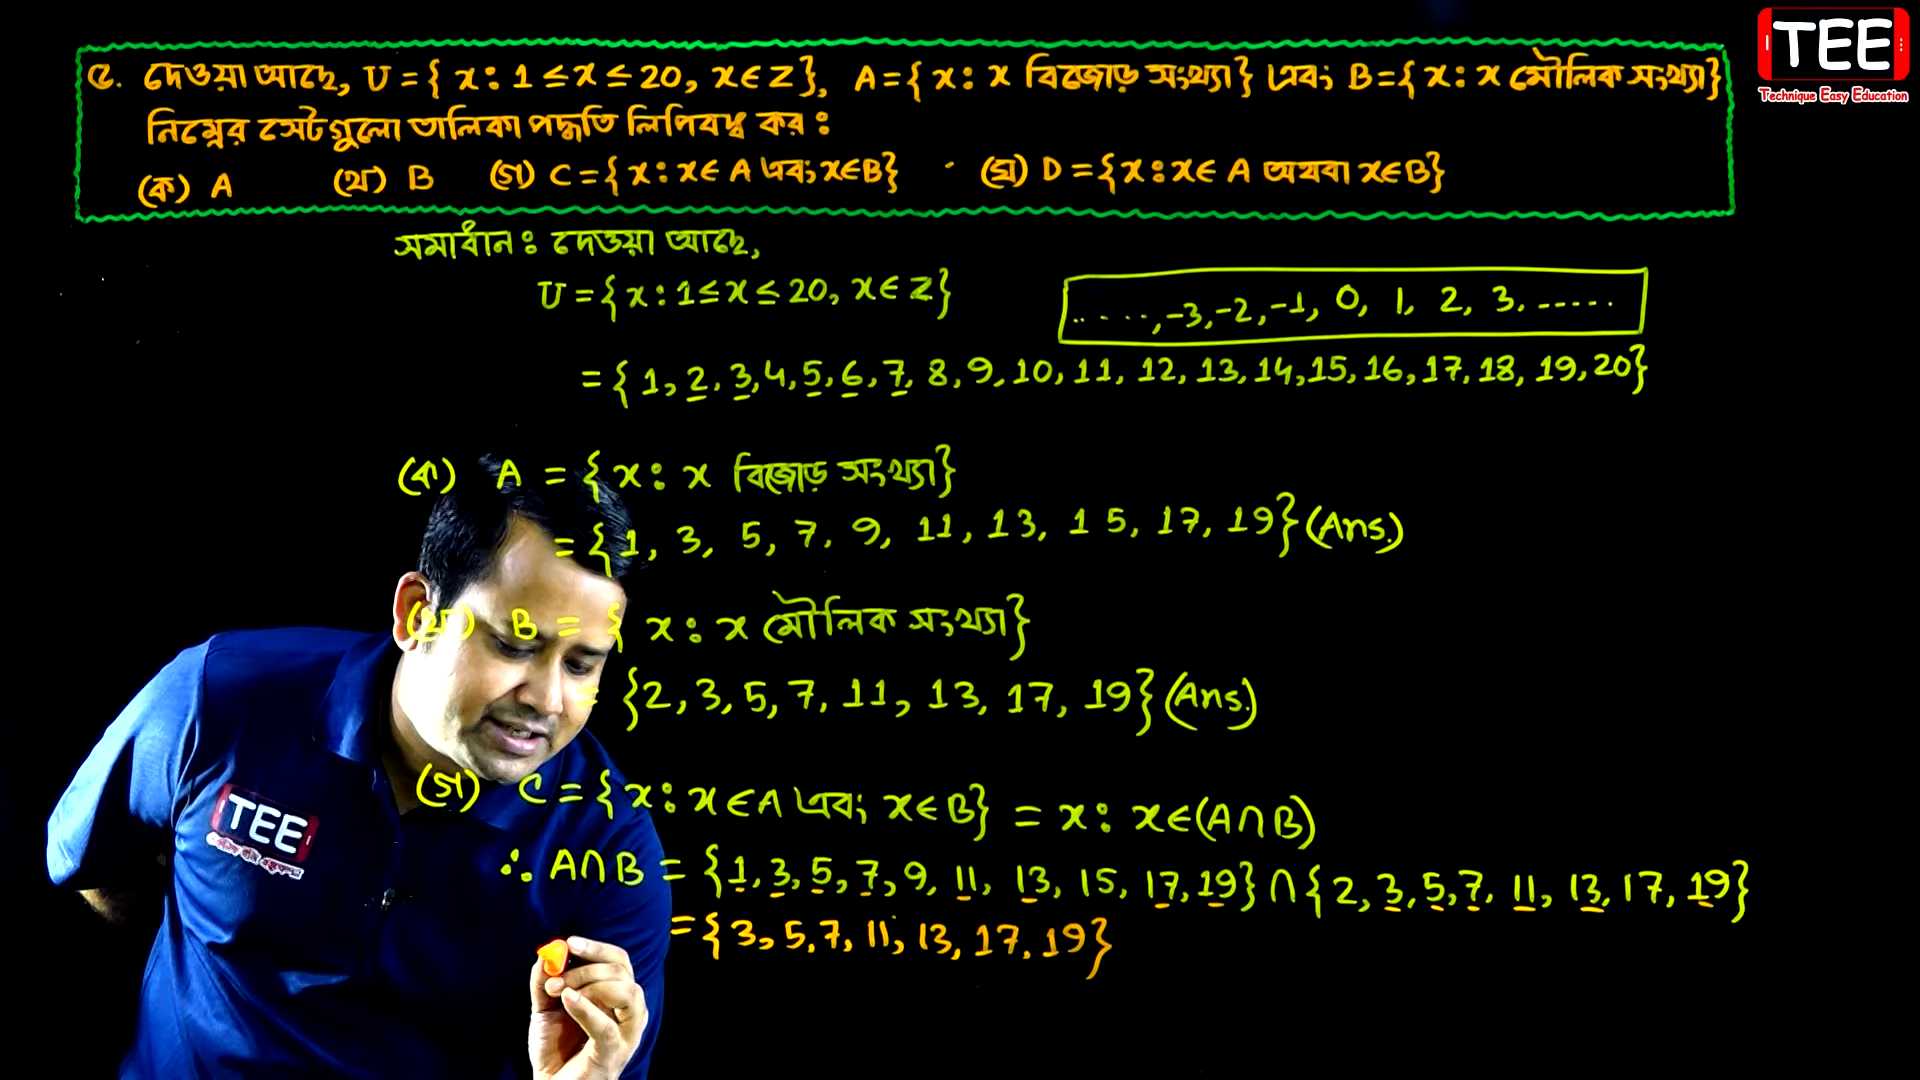 TEE
Technique Easy Education
৫. দেওয়া আছে, U = { x : 1 ≤ x ≤ 20, x ∈ Z }, A = { x : x বিজোড় সংখ্যা} এবং B = { x : x মৌলিক সংখ্যা}
নিম্নের সেটগুলো তালিকা পদ্ধতি লিপিবদ্ধ কর :
(ক) A (খ) B (গ) C = { x : x ∈ A এবং x ∈ B} (ঘ) D = { x : x ∈ A অথবা x ∈ B}
সমাধান : দেওয়া আছে,
U = { x : 1 ≤ x ≤ 20, x ∈ Z}
....., -3, -2, -1, 0, 1, 2, 3, .....
= { 1, 2, 3, 4, 5, 6, 7, 8, 9, 10, 11, 12, 13, 14, 15, 16, 17, 18, 19, 20}
(ক) A = { x : x বিজোড় সংখ্যা}
= { 1, 3, 5, 7, 9, 11, 13, 15, 17, 19} (Ans.)
(খ) B = { x : x মৌলিক সংখ্যা}
= {2, 3, 5, 7, 11, 13, 17, 19} (Ans.)
(গ) C = { x : x ∈ A এবং x ∈ B} = x : x ∈ (A ∩ B)
∴ A ∩ B = {1, 3, 5, 7, 9, 11, 13, 15, 17, 19} ∩ { 2, 3, 5, 7, 11, 13, 17, 19}
= { 3, 5, 7, 11, 13, 17, 19}
TEE